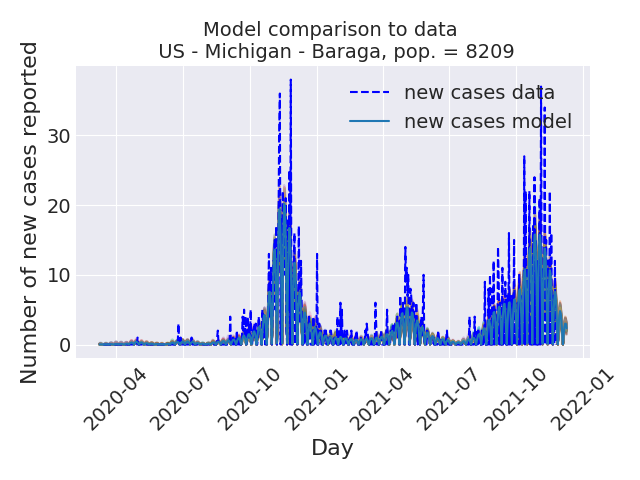 Model comparison to data
US - Michigan - Baraga, pop. = 8209
Number of new cases reported
30
20
10
0
new cases data
new cases model
2020-04
2020-07
2020-10
2021-01
2021-04
2021-07
2021-10
2022-01
Day